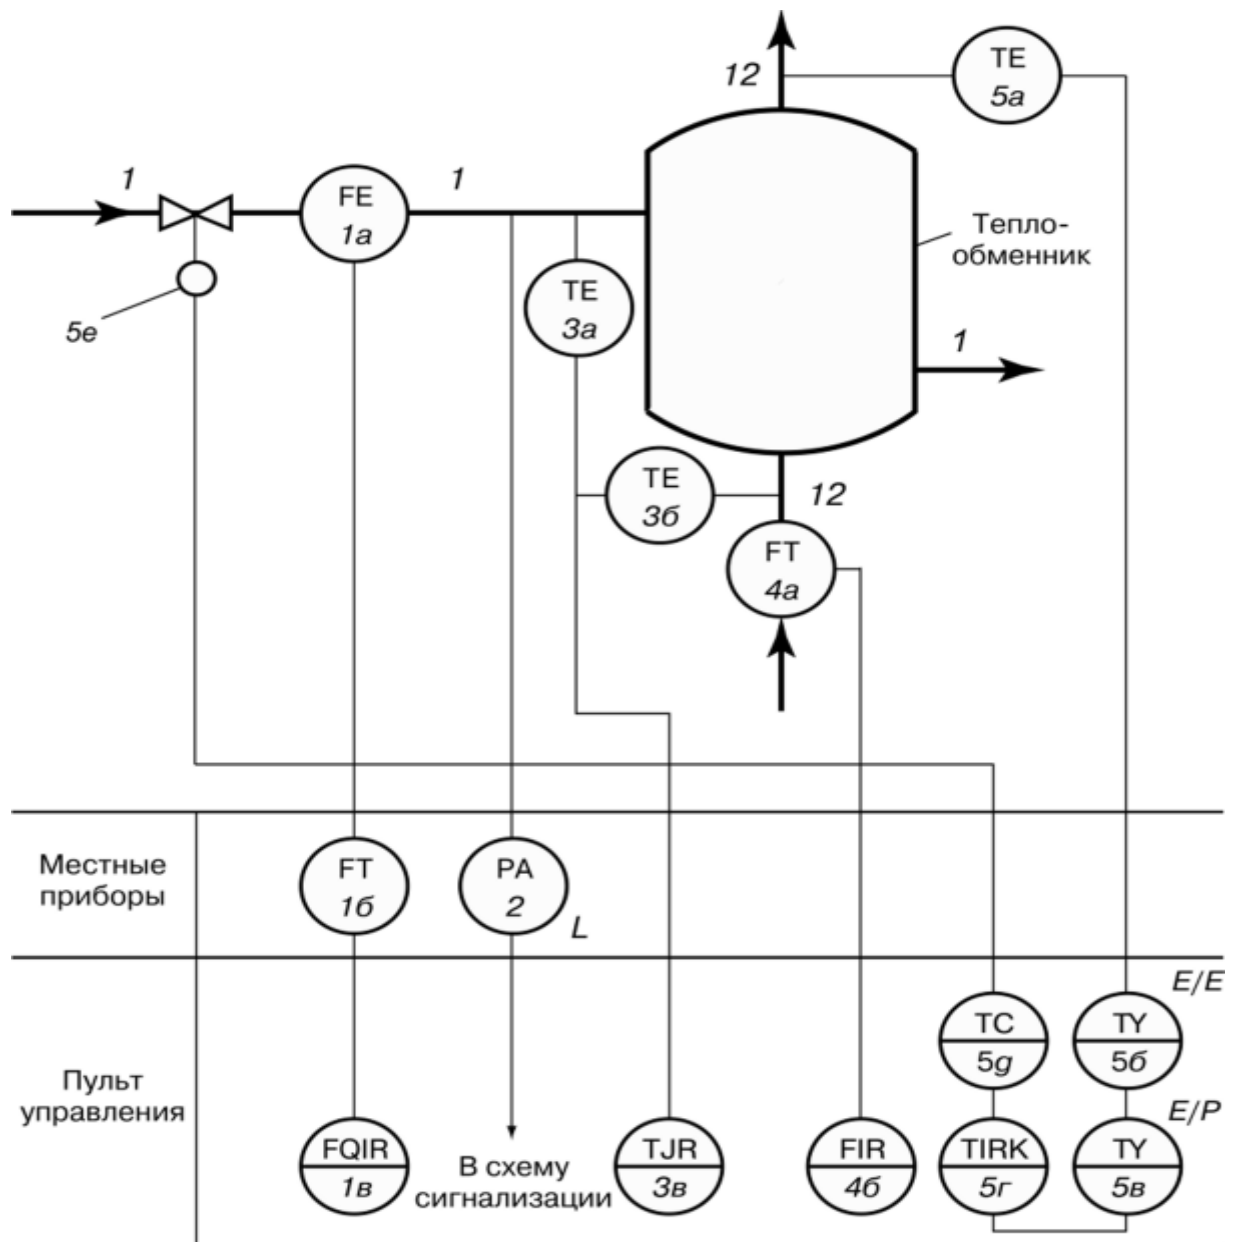 12
TE
5а
1
FE
1а
1
Тепло-
обменник
TE
3а
5е
1
TE
3б
12
FT
4а
Местные
приборы
FT
1б
PA
2
L
E/E
TC
5g
TY
5б
Пульт
управления
E/P
FQIR
1в
В схему
сигнализации
TJR
3в
FIR
4б
TIRK
5г
TY
5в